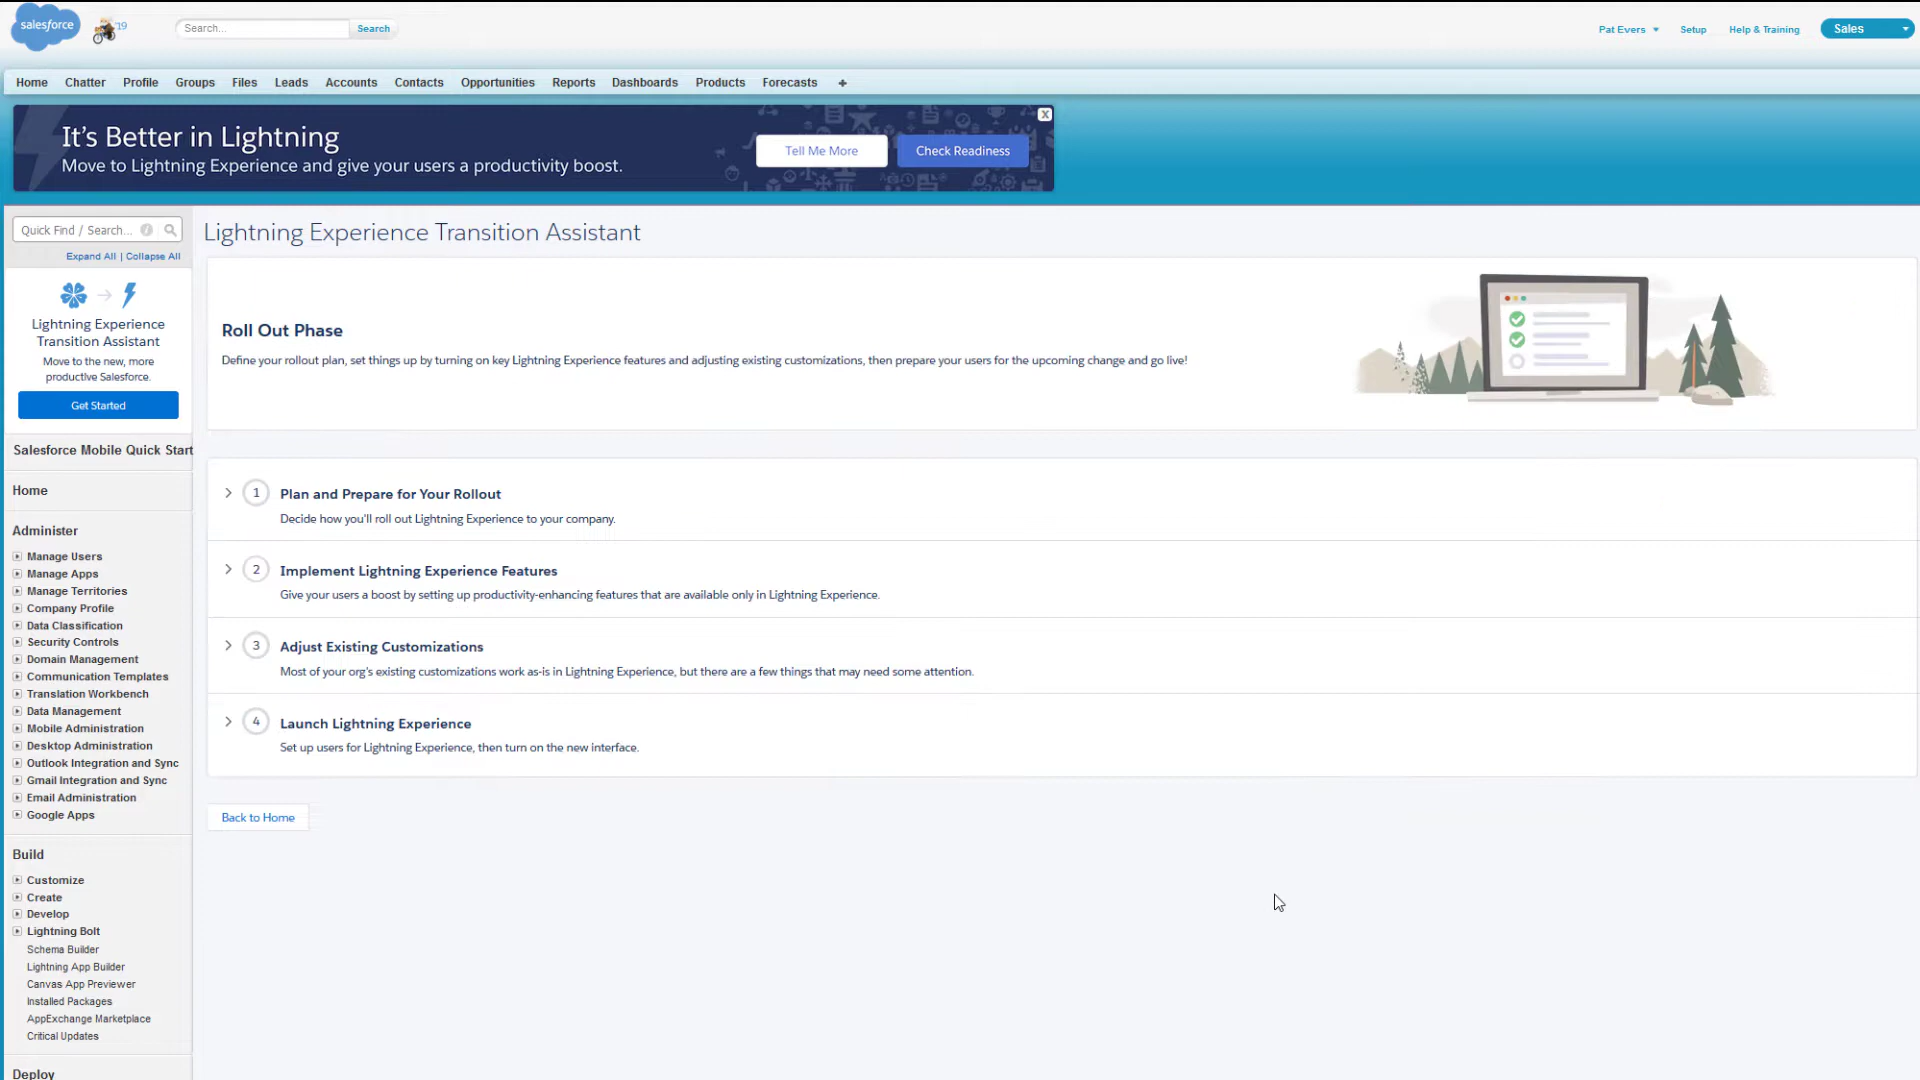 salesforce
'19
Search...
Search
Pat Evers
Setup
Help & Training
Sales
Home
Chatter
Profile
Groups
Files
Leads
Accounts
Contacts
Opportunities
Reports
Dashboards
Products
Forecasts
+
It's Better in Lightning
Move to Lightning Experience and give your users a productivity boost.
Tell Me More
Check Readiness
X
Quick Find / Search...
Expand All | Collapse All
Lightning Experience
Transition Assistant
Move to the new, more
productive Salesforce.
Get Started
Salesforce Mobile Quick Start
Home
Administer
Manage Users
Manage Apps
Manage Territories
Company Profile
Data Classification
Security Controls
Domain Management
Communication Templates
Translation Workbench
Data Management
Mobile Administration
Desktop Administration
Outlook Integration and Sync
Gmail Integration and Sync
Email Administration
Google Apps
Build
Customize
Create
Develop
Lightning Bolt
Schema Builder
Lightning App Builder
Canvas App Previewer
Installed Packages
AppExchange Marketplace
Critical Updates
Deploy
Lightning Experience Transition Assistant
Roll Out Phase
Define your rollout plan, set things up by turning on key Lightning Experience features and adjusting existing customizations, then prepare your users for the upcoming change and go live!
1
Plan and Prepare for Your Rollout
Decide how you'll roll out Lightning Experience to your company.
2
Implement Lightning Experience Features
Give your users a boost by setting up productivity-enhancing features that are available only in Lightning Experience.
3
Adjust Existing Customizations
Most of your org's existing customizations work as-is in Lightning Experience, but there are a few things that may need some attention.
4
Launch Lightning Experience
Set up users for Lightning Experience, then turn on the new interface.
Back to Home